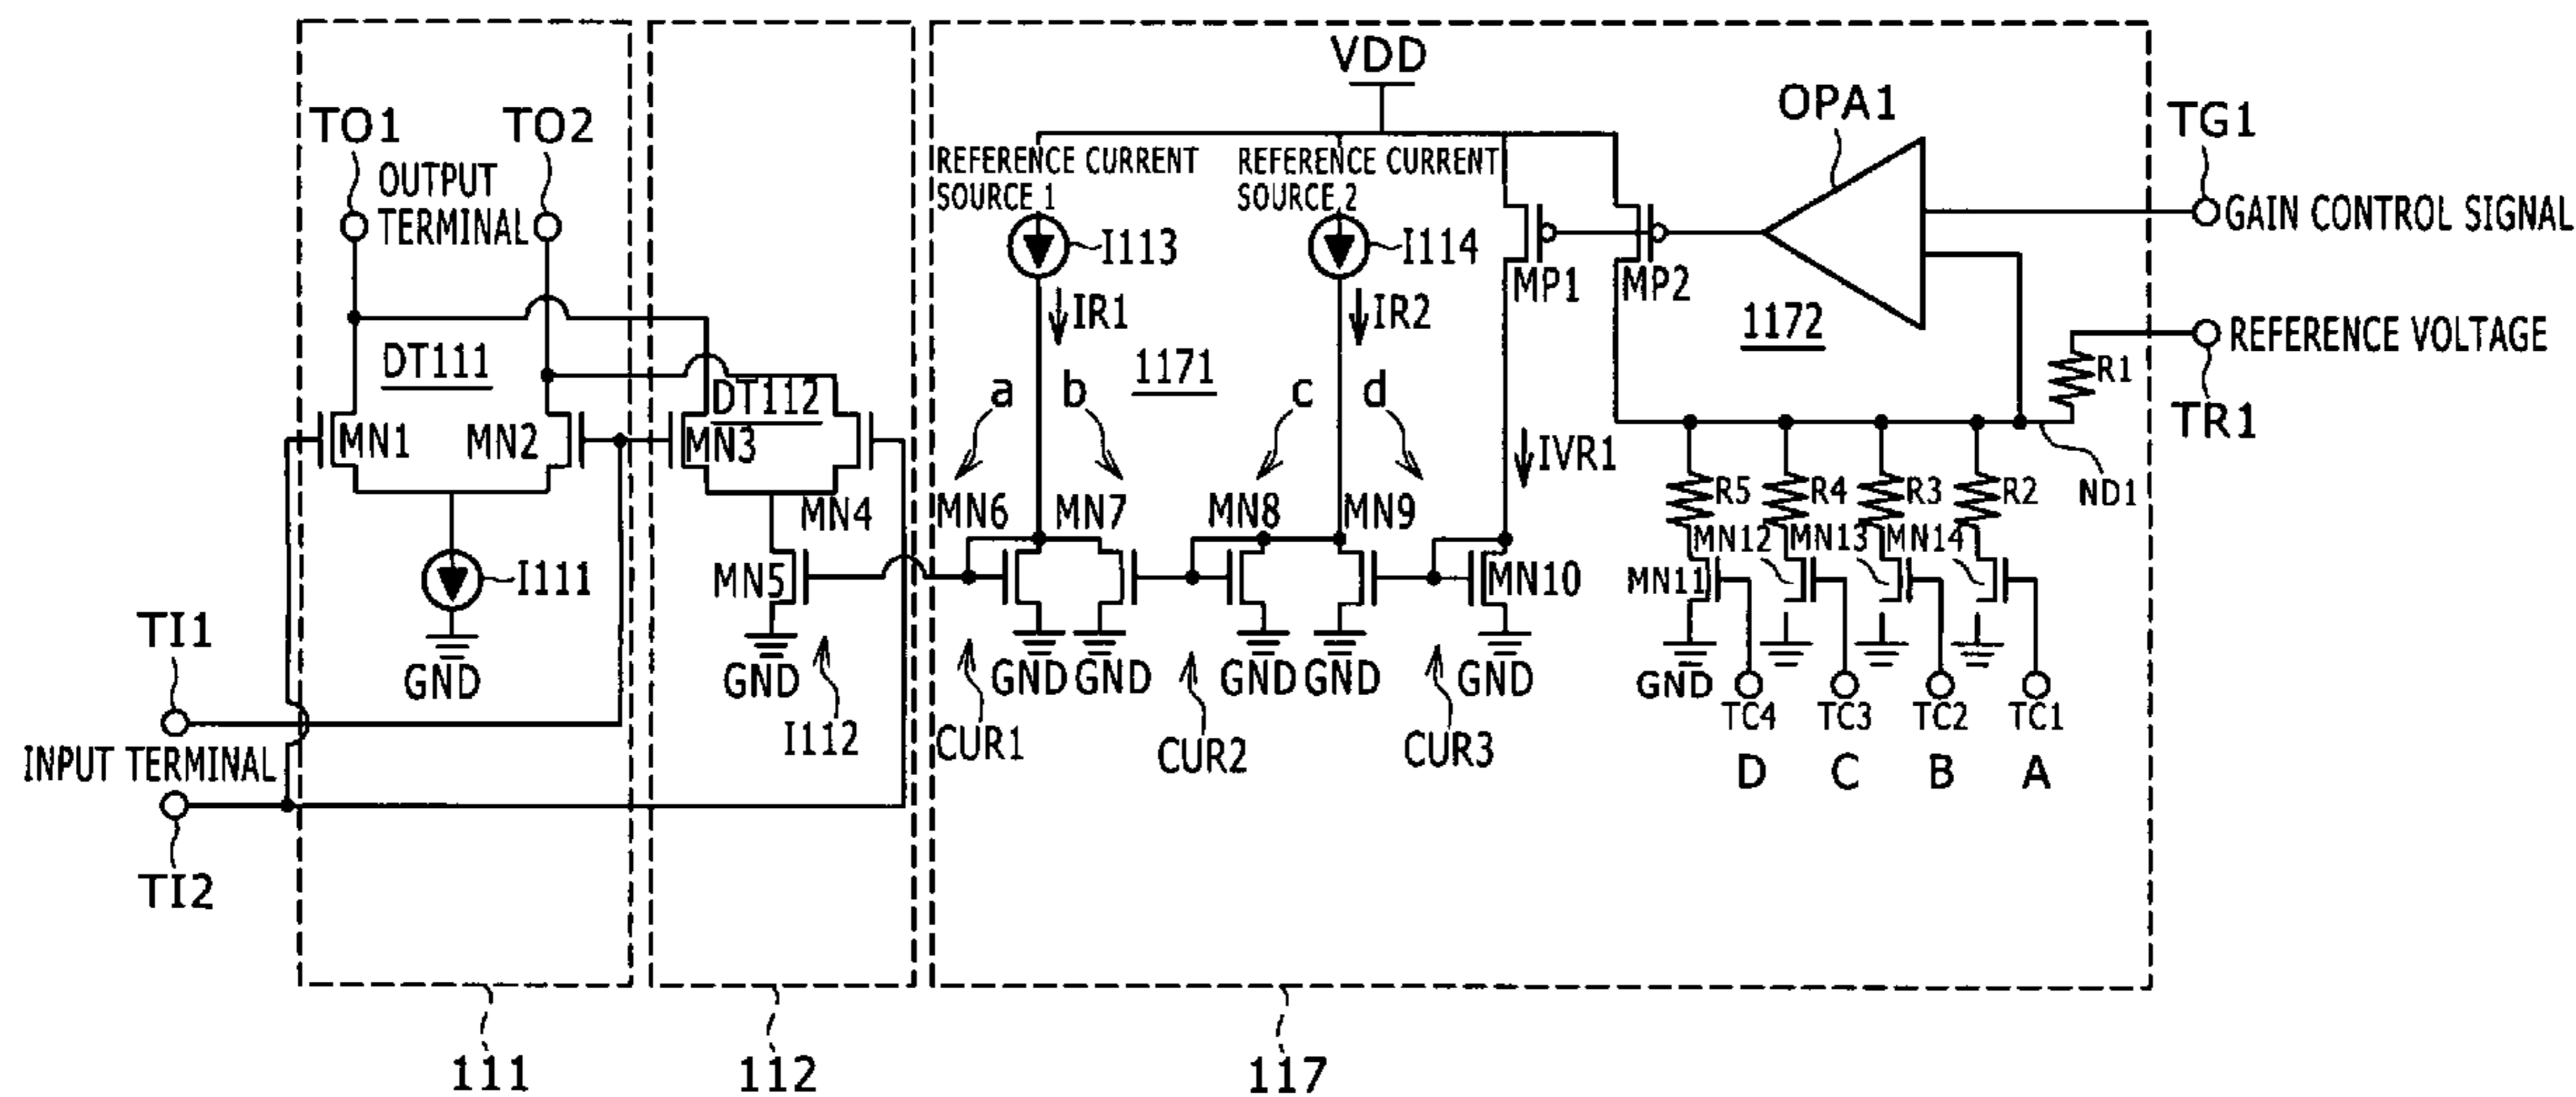 VDD
OPA1
TG1
TO1
TO2
OUTPUT
TERMINAL
REFERENCE CURRENT
SOURCE 1
REFERENCE CURRENT
SOURCE 2
GAIN CONTROL SIGNAL
I113
I114
MP1
MP2
IR1
IR2
1172
REFERENCE VOLTAGE
DT111
1171
R1
DT112
a
b
c
d
TR1
MN1
MN2
MN3
IVR1
MN4
MN6
MN7
MN8
MN9
R5
R4
R3
R2
ND1
MN12
MN13
MN14
I111
MN5
MN10
MN11
TI1
GND
GND
GND
GND
GND
GND
GND
GND
TC4
TC3
TC2
TC1
I112
CUR1
CUR2
CUR3
INPUT TERMINAL
D
C
B
A
TI2
111
112
117